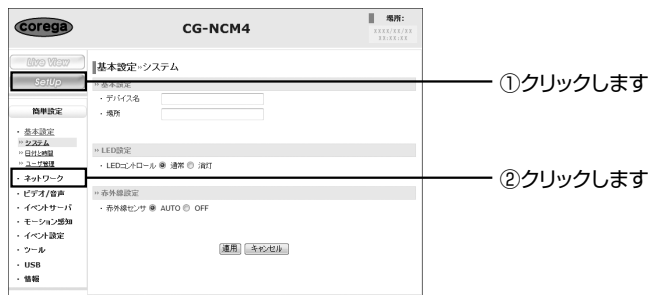 corega
CG-NCM4
場所:
XXXX/XX/XX
XX:XX:XX
Live View
SetUp
①クリックします
簡単設定
・ 基本設定
» システム
» 日付と時間
» ユーザ管理
・ ネットワーク
②クリックします
・ ビデオ/音声
・ イベントサーバ
・ モーション感知
・ イベント設定
・ ツール
・ USB
・ 情報
基本設定»システム
» 基本設定
・ デバイス名
・ 場所
» LED設定
・ LEDコントロール 通常 消灯
» 赤外線設定
・ 赤外線センサ AUTO OFF
適用 キャンセル